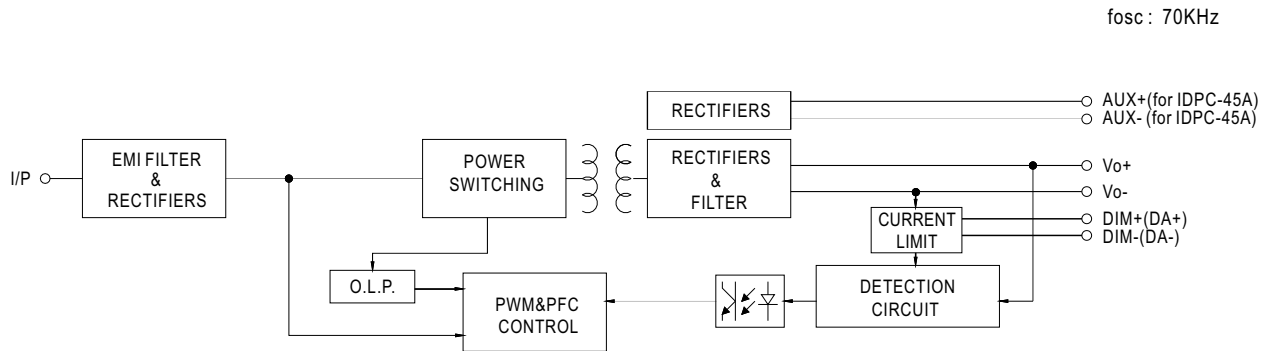 fosc : 70KHz
RECTIFIERS
AUX+(for IDPC-45A)
AUX- (for IDPC-45A)
I/P
EMI FILTER
&
RECTIFIERS
POWER
SWITCHING
RECTIFIERS
&
FILTER
Vo+
Vo-
CURRENT
LIMIT
DIM+(DA+)
DIM-(DA-)
O.L.P.
PWM&PFC
CONTROL
DETECTION
CIRCUIT